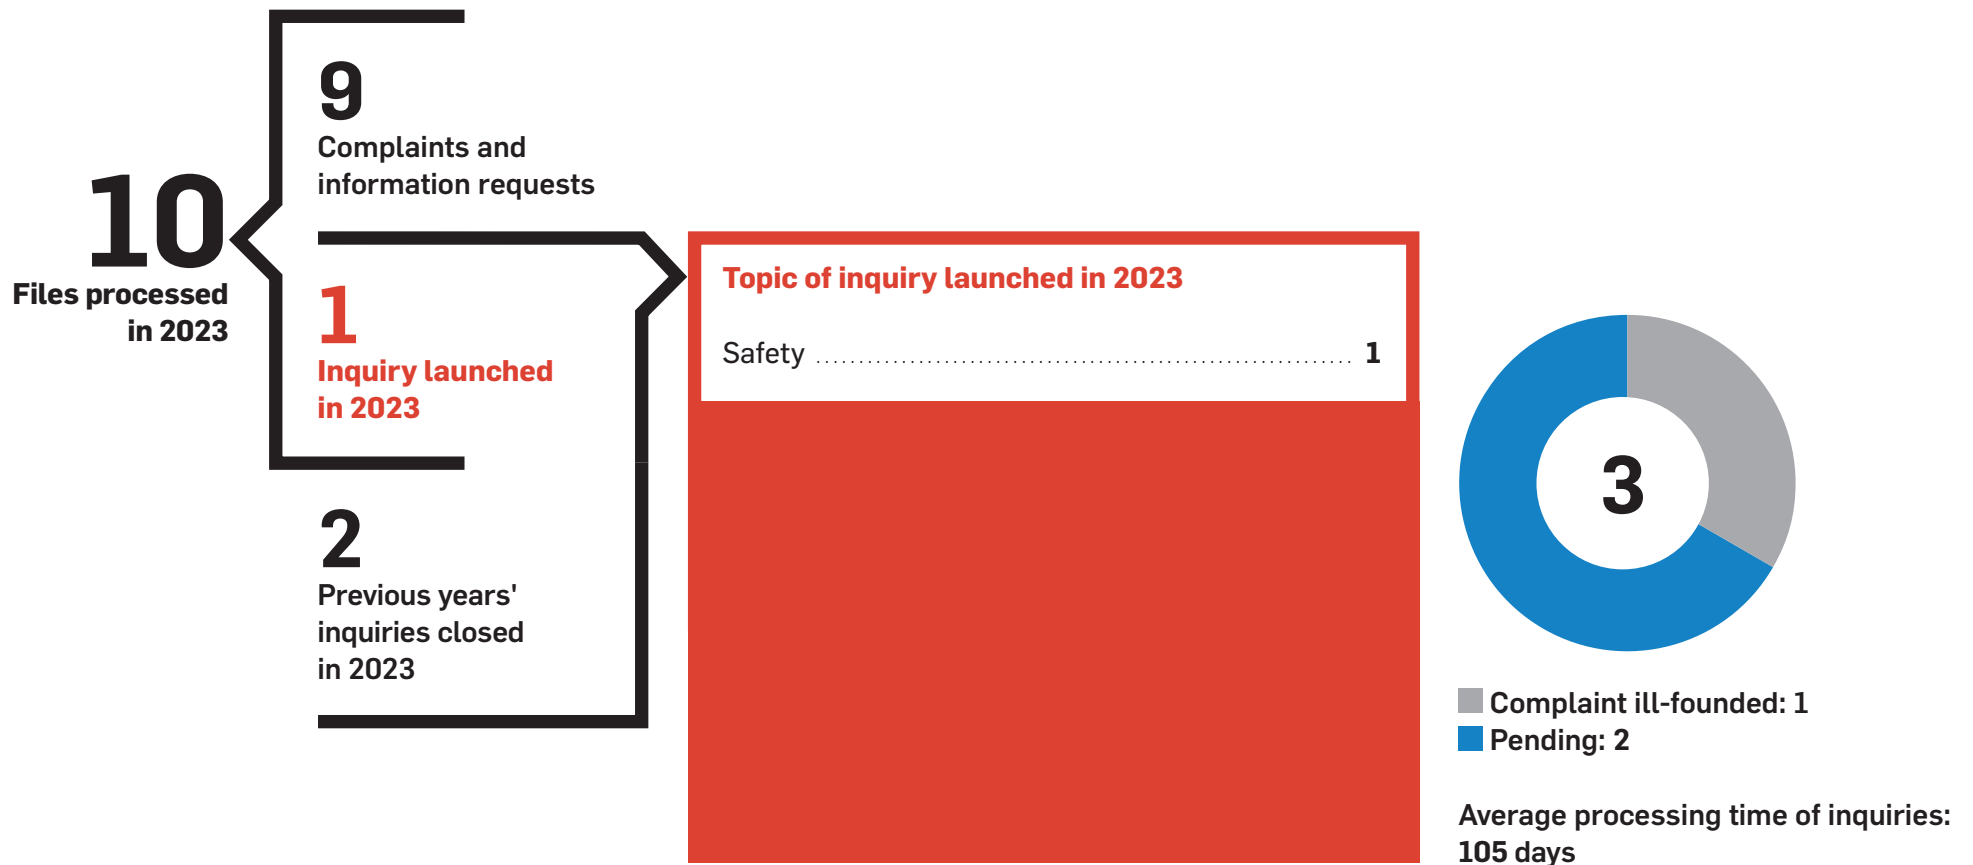 10
Files processed
in 2023
9
Complaints and
information requests
1
Inquiry launched
in 2023
2
Previous years'
inquiries closed
in 2023
Topic of inquiry launched in 2023
Safety ............................................................... 1
3
Complaint ill-founded: 1
Pending: 2
Average processing time of inquiries:
105 days